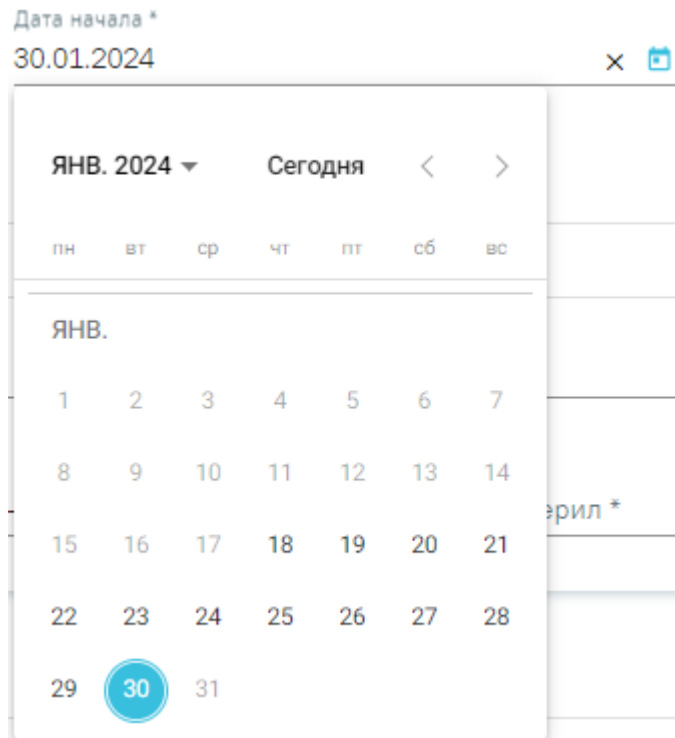 Дата начала *
30.01.2024
ЯНВ. 2024 Сегодня
пн вт ср чт пт сб вс
ЯНВ.
1 2 3 4 5 6 7
8 9 10 11 12 13 14
ерил *
15 16 17 18 19 20 21
22 23 24 25 26 27 28
29 30 31